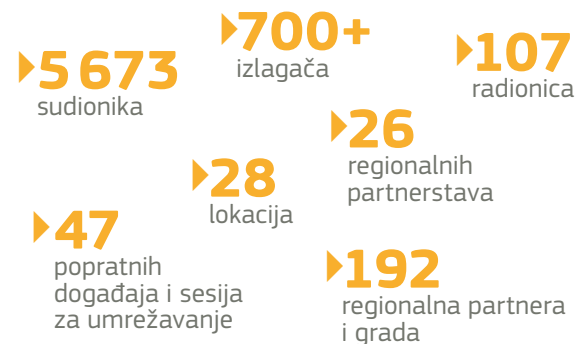 5 673
sudionika
700+
izlagača
107
radionica
26
regionalnih
partnerstava
28
lokacija
47
popratnih
događaja i sesija
za umrežavanje
192
regionalna partnera
i grada